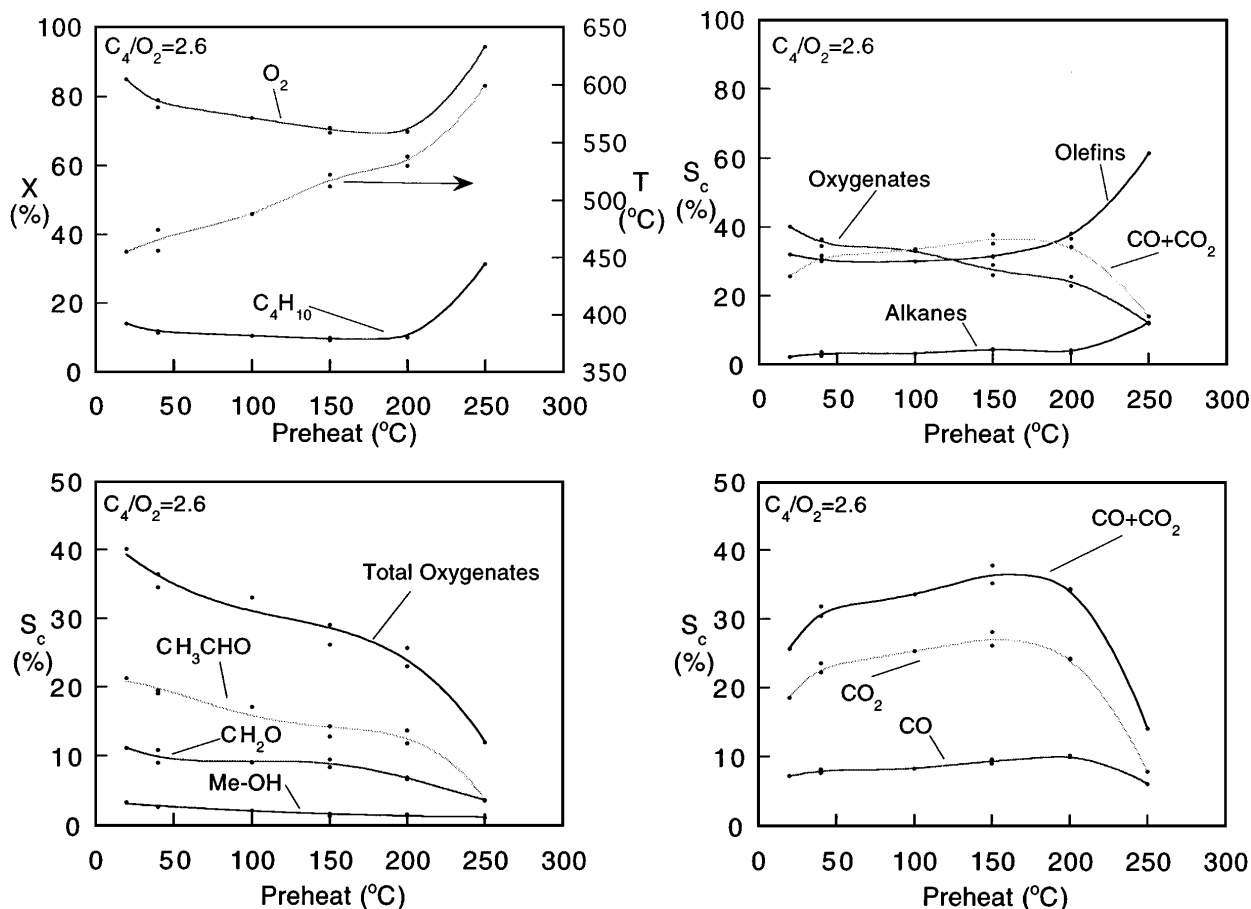 C4/O2=2.6
O2
C4H10
X
(%)
T
(°C)
100
80
60
40
20
0
650
600
550
500
450
400
350
0 50 100 150 200 250 300
Preheat (°C)
C4/O2=2.6
Olefins
Oxygenates
CO+CO2
Alkanes
Sc
(%)
100
80
60
40
20
0
0 50 100 150 200 250 300
Preheat (°C)
C4/O2=2.6
Total Oxygenates
CH3CHO
CH2O
Me-OH
Sc
(%)
50
40
30
20
10
0
0 50 100 150 200 250 300
Preheat (°C)
C4/O2=2.6
CO+CO2
CO2
CO
Sc
(%)
50
40
30
20
10
0
0 50 100 150 200 250 300
Preheat (°C)